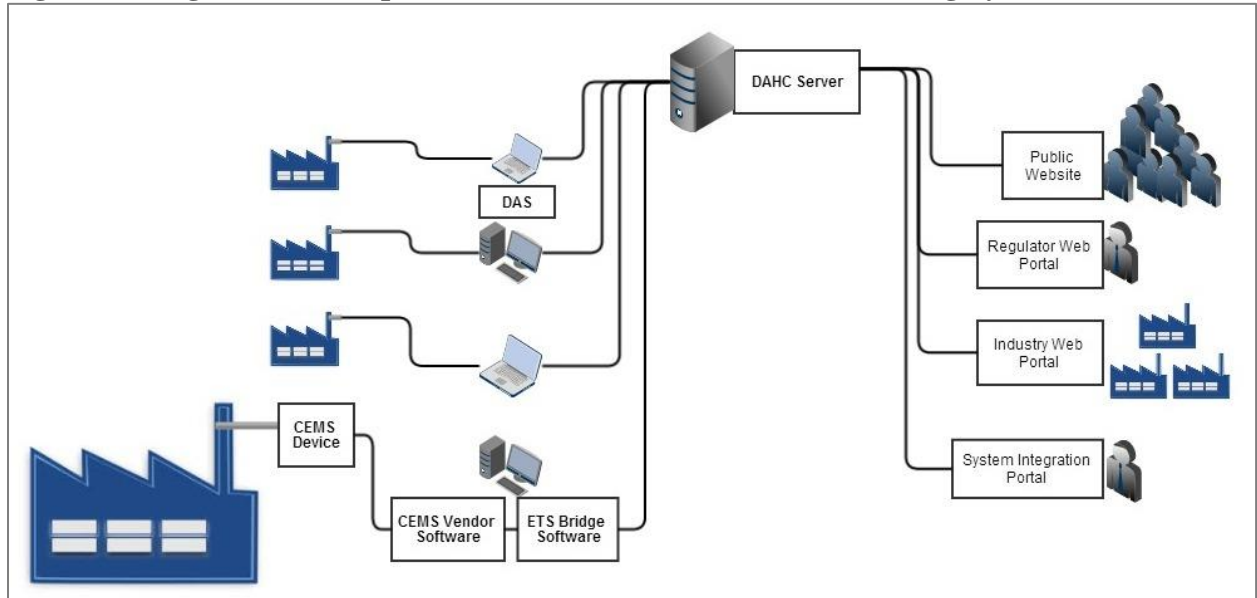 DAHC Server
Public
Website
DAS
Regulator Web
Portal
Industry Web
Portal
CEMS
Device
System Integration
Portal
CEMS Vendor
Software
ETS Bridge
Software